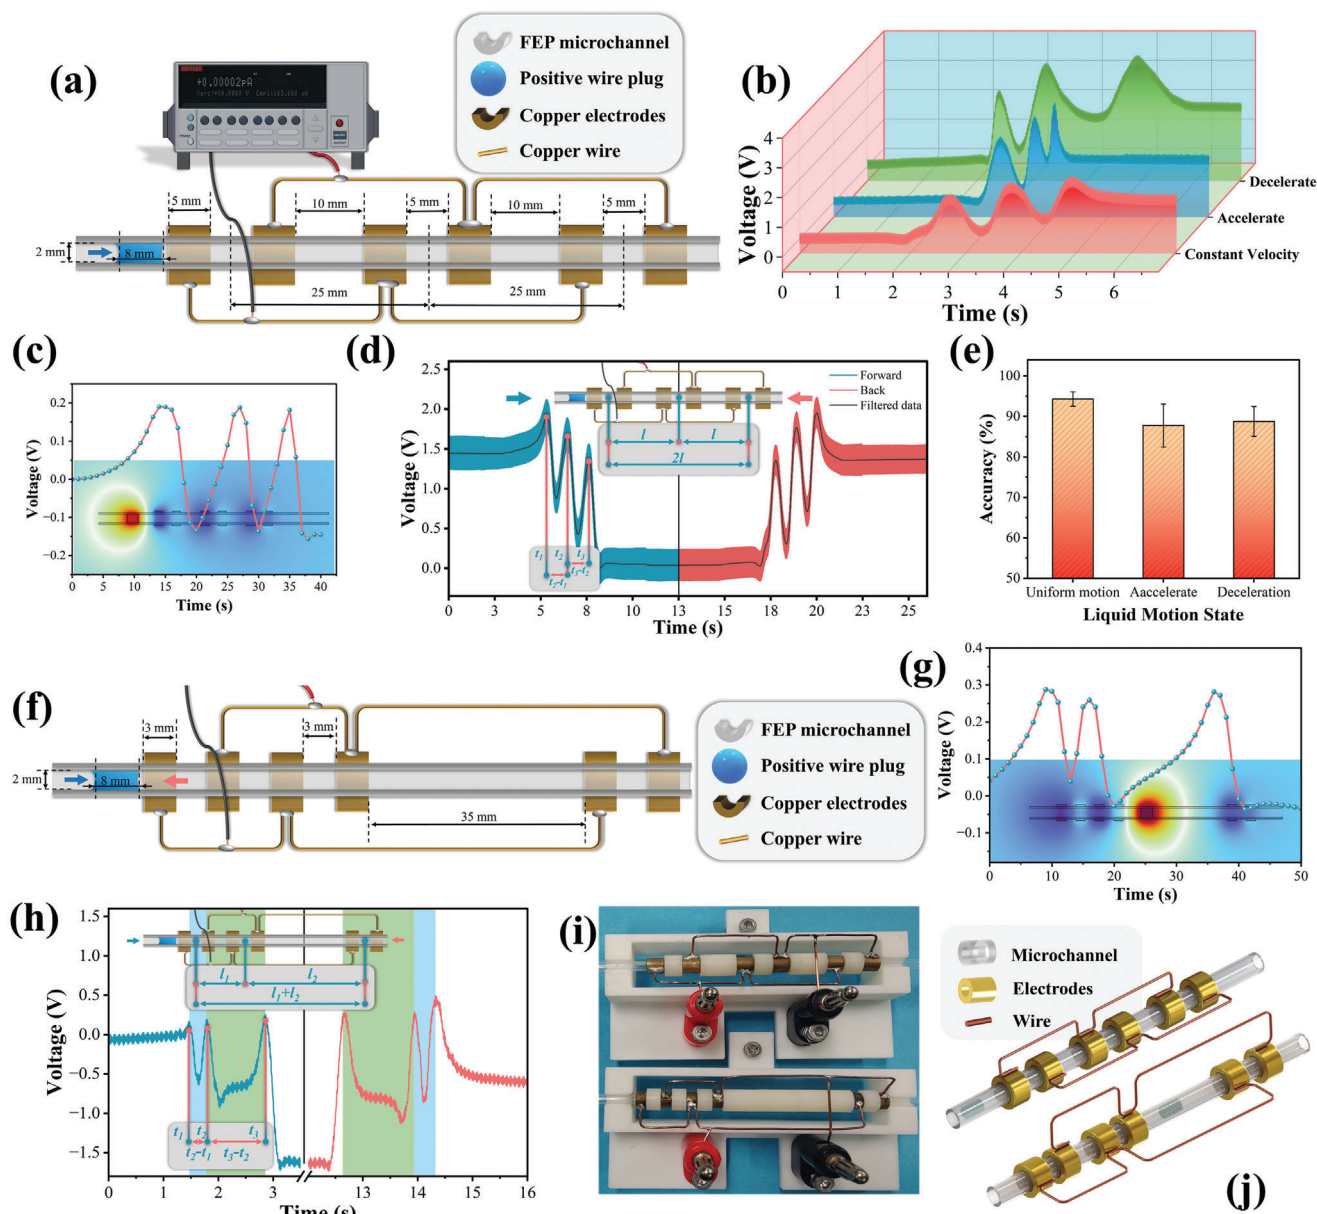 (a)
+0.00002pA
FEP microchannel
Positive wire plug
Copper electrodes
Copper wire
5 mm
10 mm
5 mm
10 mm
5 mm
2 mm
8 mm
25 mm
25 mm
(b)
Voltage (V)
4
3
2
1
0
0
1
2
3
4
5
6
Time (s)
Decelerate
Accelerate
Constant Velocity
(c)
Voltage (V)
0.2
0.1
0.0
−0.1
−0.2
0
5
10
15
20
25
30
35
40
Time (s)
(d)
Voltage (V)
2.5
2.0
1.5
1.0
0.5
0.0
Forward
Back
Filtered data
l
l
2l
t1
t2
t3
t3-t2
t3-t1
0
3
5
8
10
13
15
18
20
23
25
Time (s)
(e)
Accuracy (%)
100
90
80
70
60
50
Uniform motion
Aaccelerate
Deceleration
Liquid Motion State
(f)
3 mm
3 mm
2 mm
8 mm
35 mm
FEP microchannel
Positive wire plug
Copper electrodes
Copper wire
(g)
Voltage (V)
0.4
0.3
0.2
0.1
0.0
−0.1
0
10
20
30
40
50
Time (s)
(h)
Voltage (V)
1.5
1.0
0.5
0.0
−0.5
−1.0
−1.5
l1
l2
l1+l2
t1
t2
t3
t2-t1
t3-t2
0
1
2
3
13
14
15
16
Time (s)
(i)
Microchannel
Electrodes
Wire
(j)